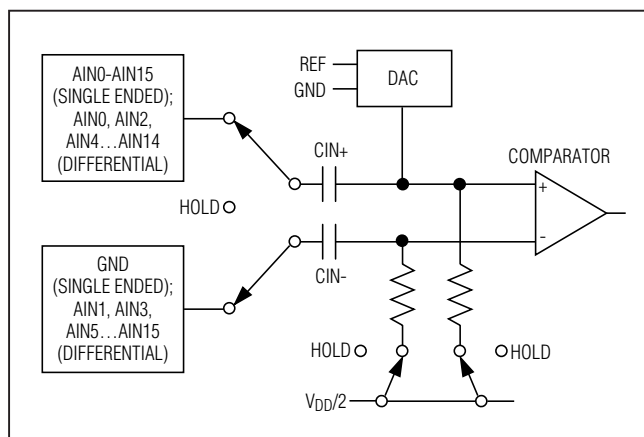 AIN0-AIN15
(SINGLE ENDED);
AIN0, AIN2,
AIN4...AIN14
(DIFFERENTIAL)
REF
GND
DAC
CIN+
COMPARATOR
+
-
HOLD
GND
(SINGLE ENDED);
AIN1, AIN3,
AIN5...AIN15
(DIFFERENTIAL)
CIN-
HOLD
HOLD
VDD/2